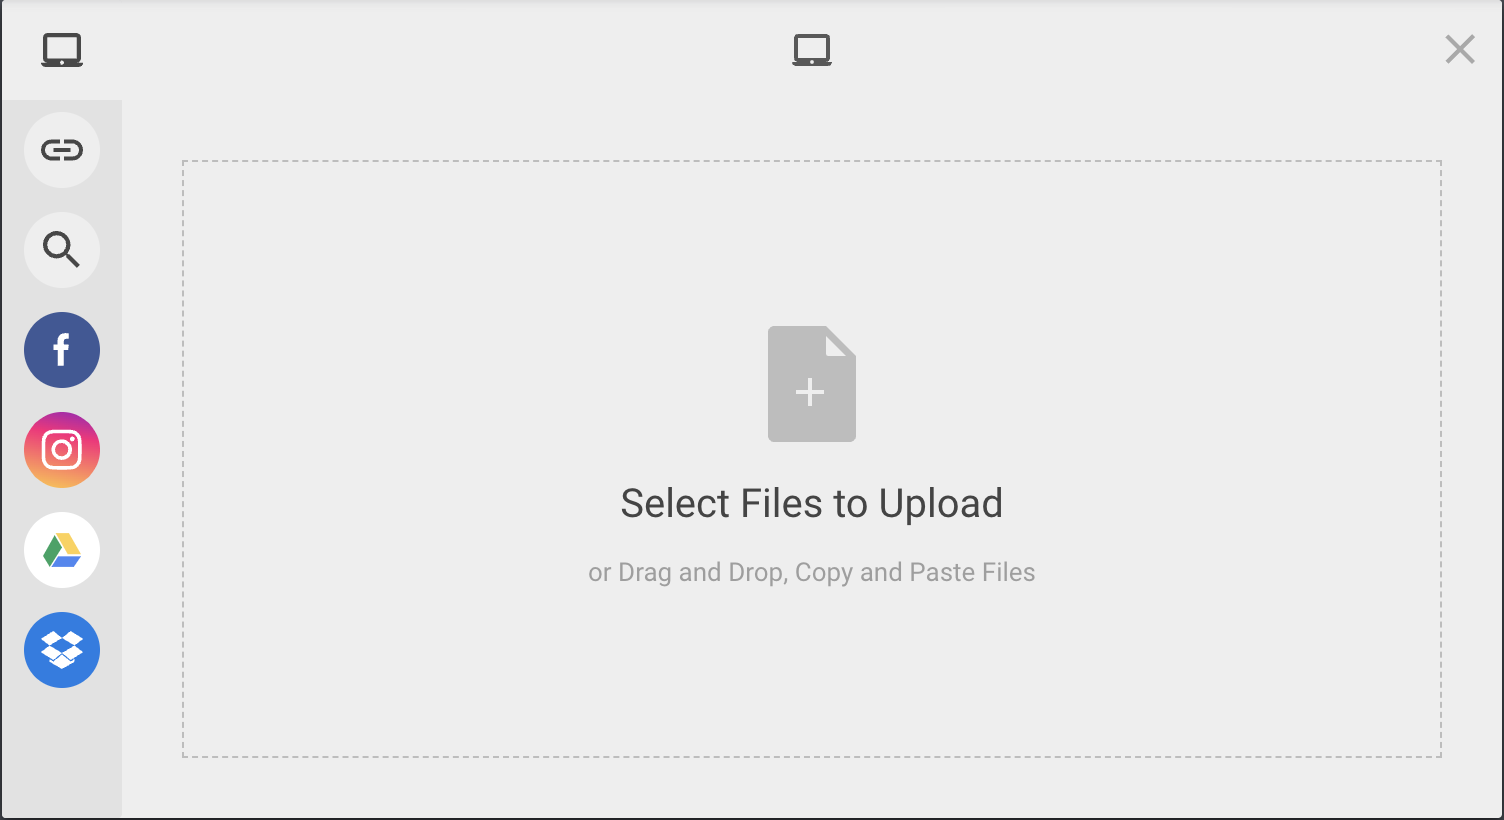 Select Files to Upload
or Drag and Drop, Copy and Paste Files